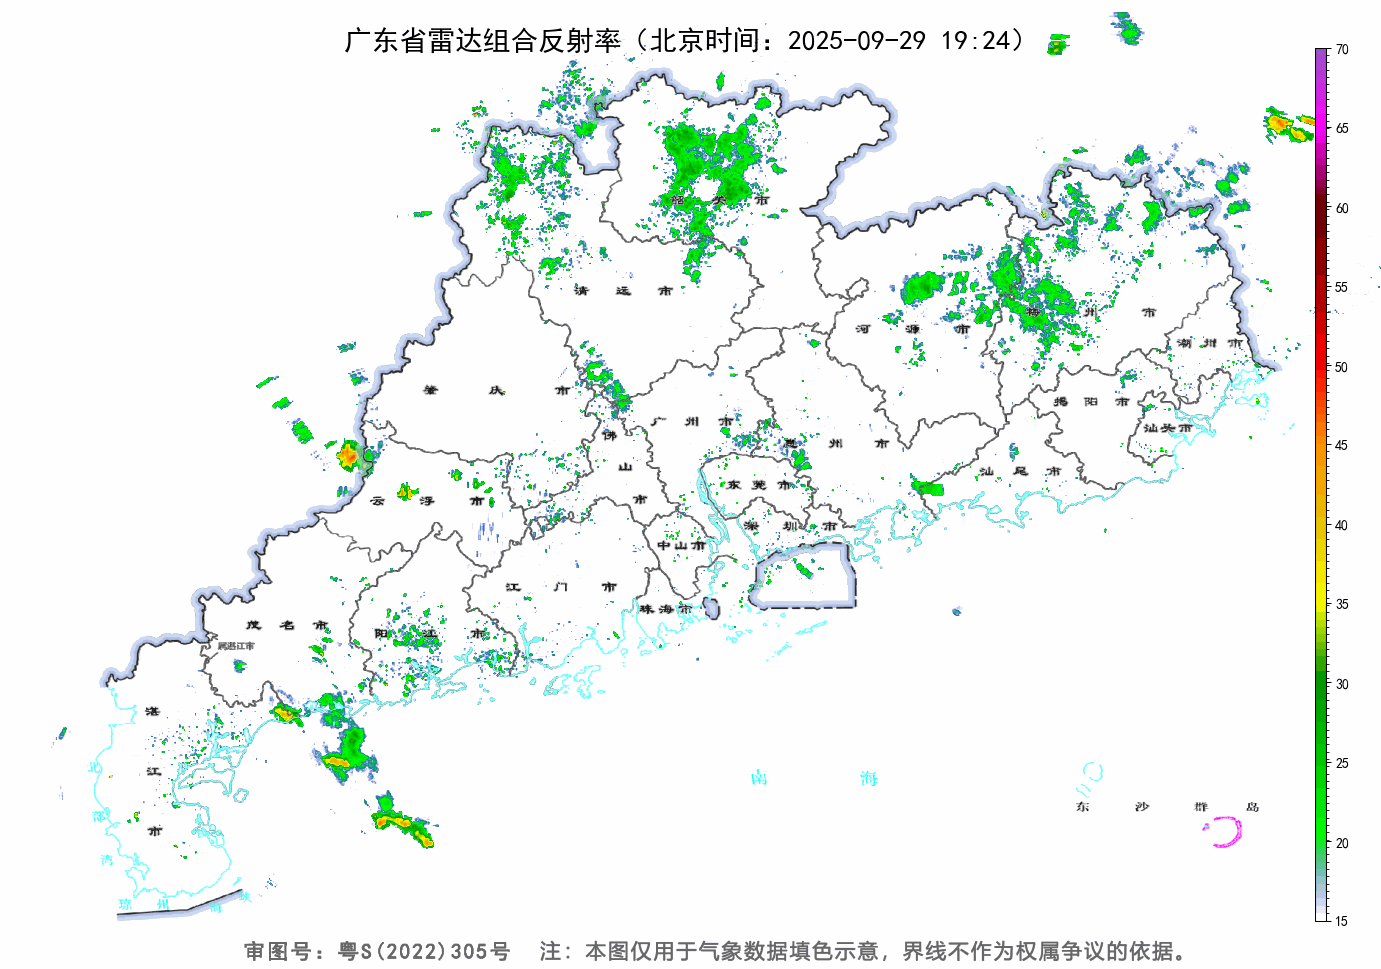 广东省雷达组合反射率（北京时间：2025-09-29 19:24）
70
65
60
55
50
45
40
35
30
25
20
15
韶关市
清远市
河源市
梅州市
潮州市
肇庆市
揭阳市
汕头市
广州市
佛山市
惠州市
汕尾市
东莞市
云浮市
深圳市
中山市
江门市
珠海市
茂名市
阳江市
属湛江市
湛江市
北部湾
南海
东沙群岛
琼州海峡
审图号：粤S(2022)305号 注：本图仅用于气象数据填色示意，界线不作为权属争议的依据。